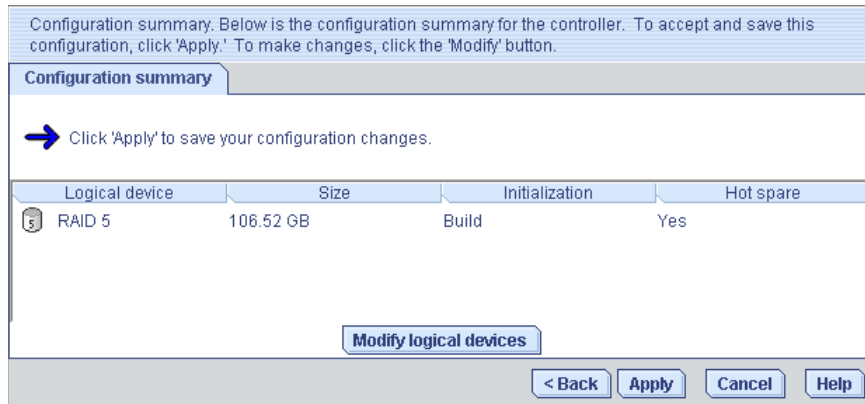 Configuration summary. Below is the configuration summary for the controller. To accept and save this
configuration, click 'Apply.' To make changes, click the 'Modify' button.
Configuration summary
Click 'Apply' to save your configuration changes.
Logical device Size Initialization Hot spare
5 RAID 5 106.52 GB Build Yes
Modify logical devices
< Back Apply Cancel Help